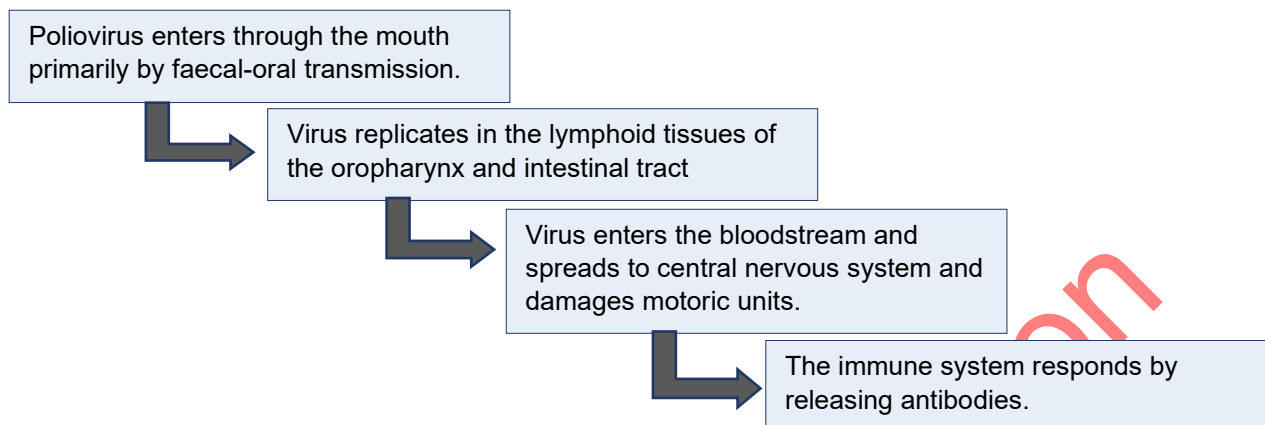 Poliovirus enters through the mouth
primarily by faecal-oral transmission.
Virus replicates in the lymphoid tissues of
the oropharynx and intestinal tract
Virus enters the bloodstream and
spreads to central nervous system and
damages motoric units.
The immune system responds by
releasing antibodies.